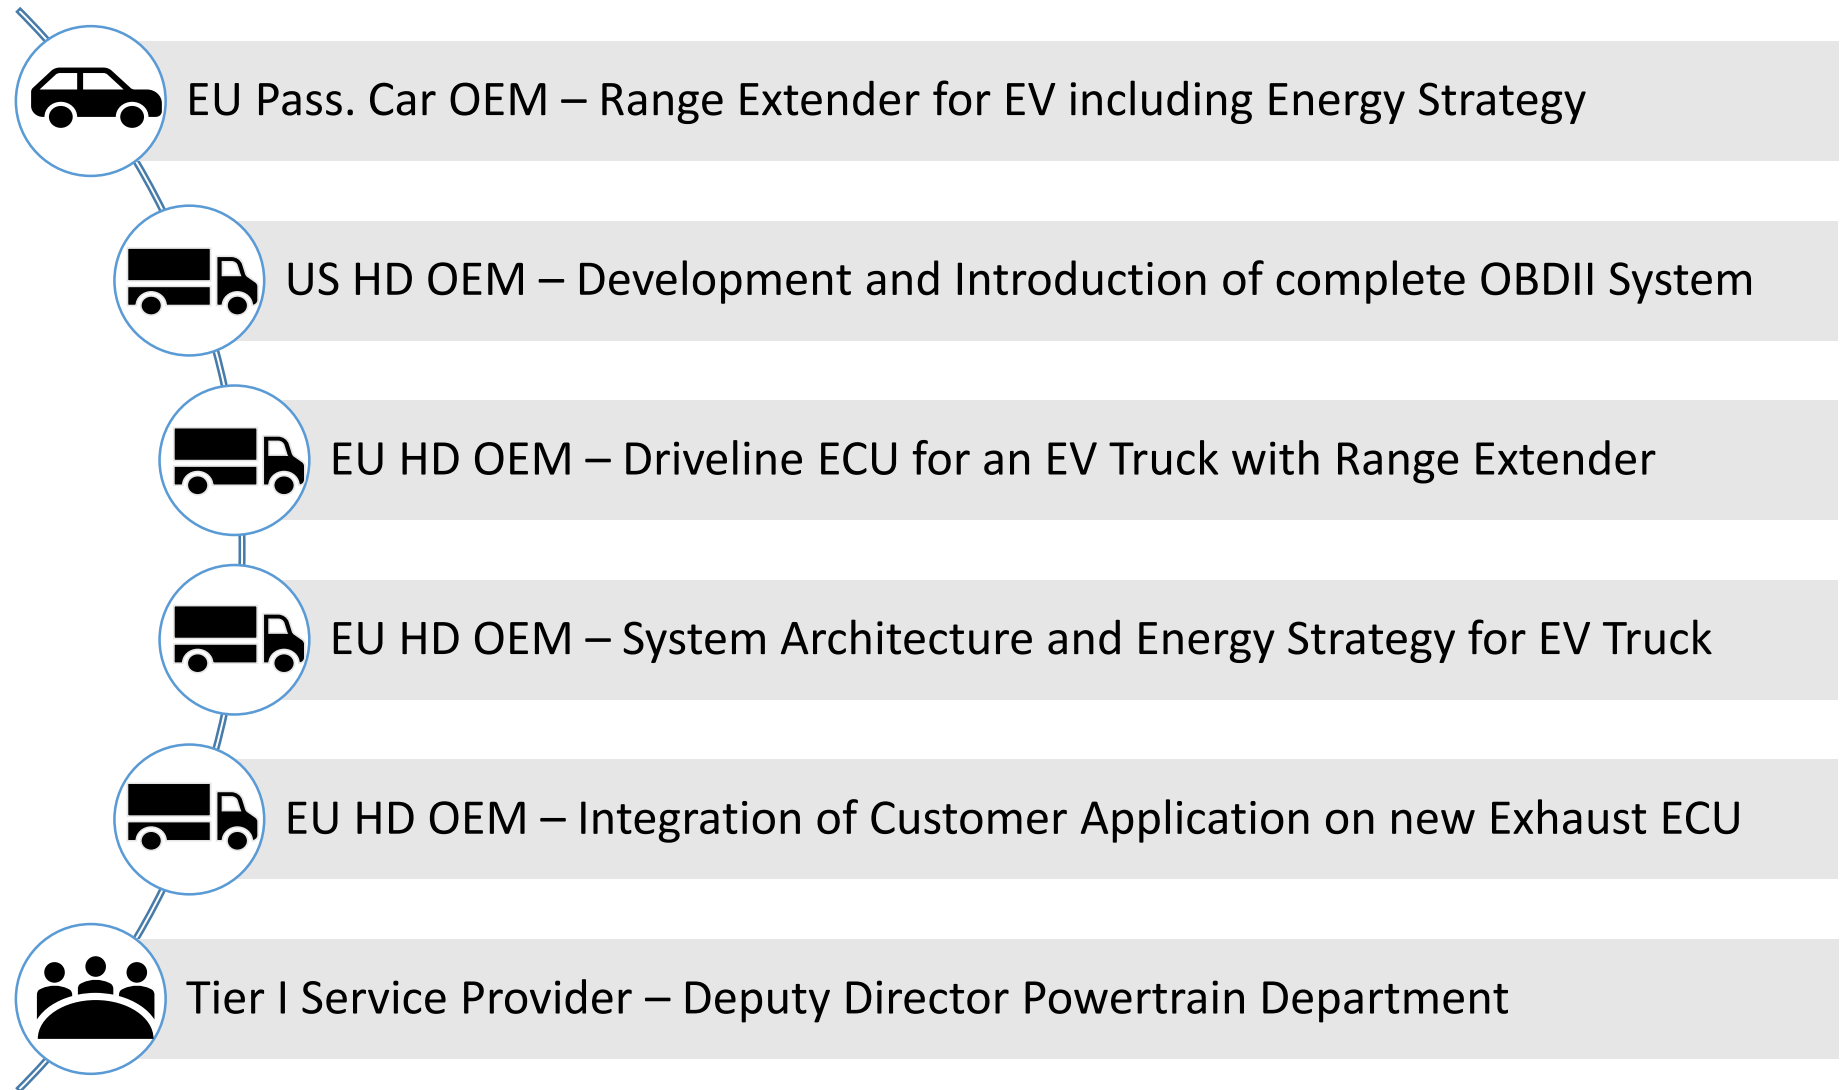 EU Pass. Car OEM – Range Extender for EV including Energy Strategy
US HD OEM – Development and Introduction of complete OBDII System
EU HD OEM – Driveline ECU for an EV Truck with Range Extender
EU HD OEM – System Architecture and Energy Strategy for EV Truck
EU HD OEM – Integration of Customer Application on new Exhaust ECU
Tier I Service Provider – Deputy Director Powertrain Department